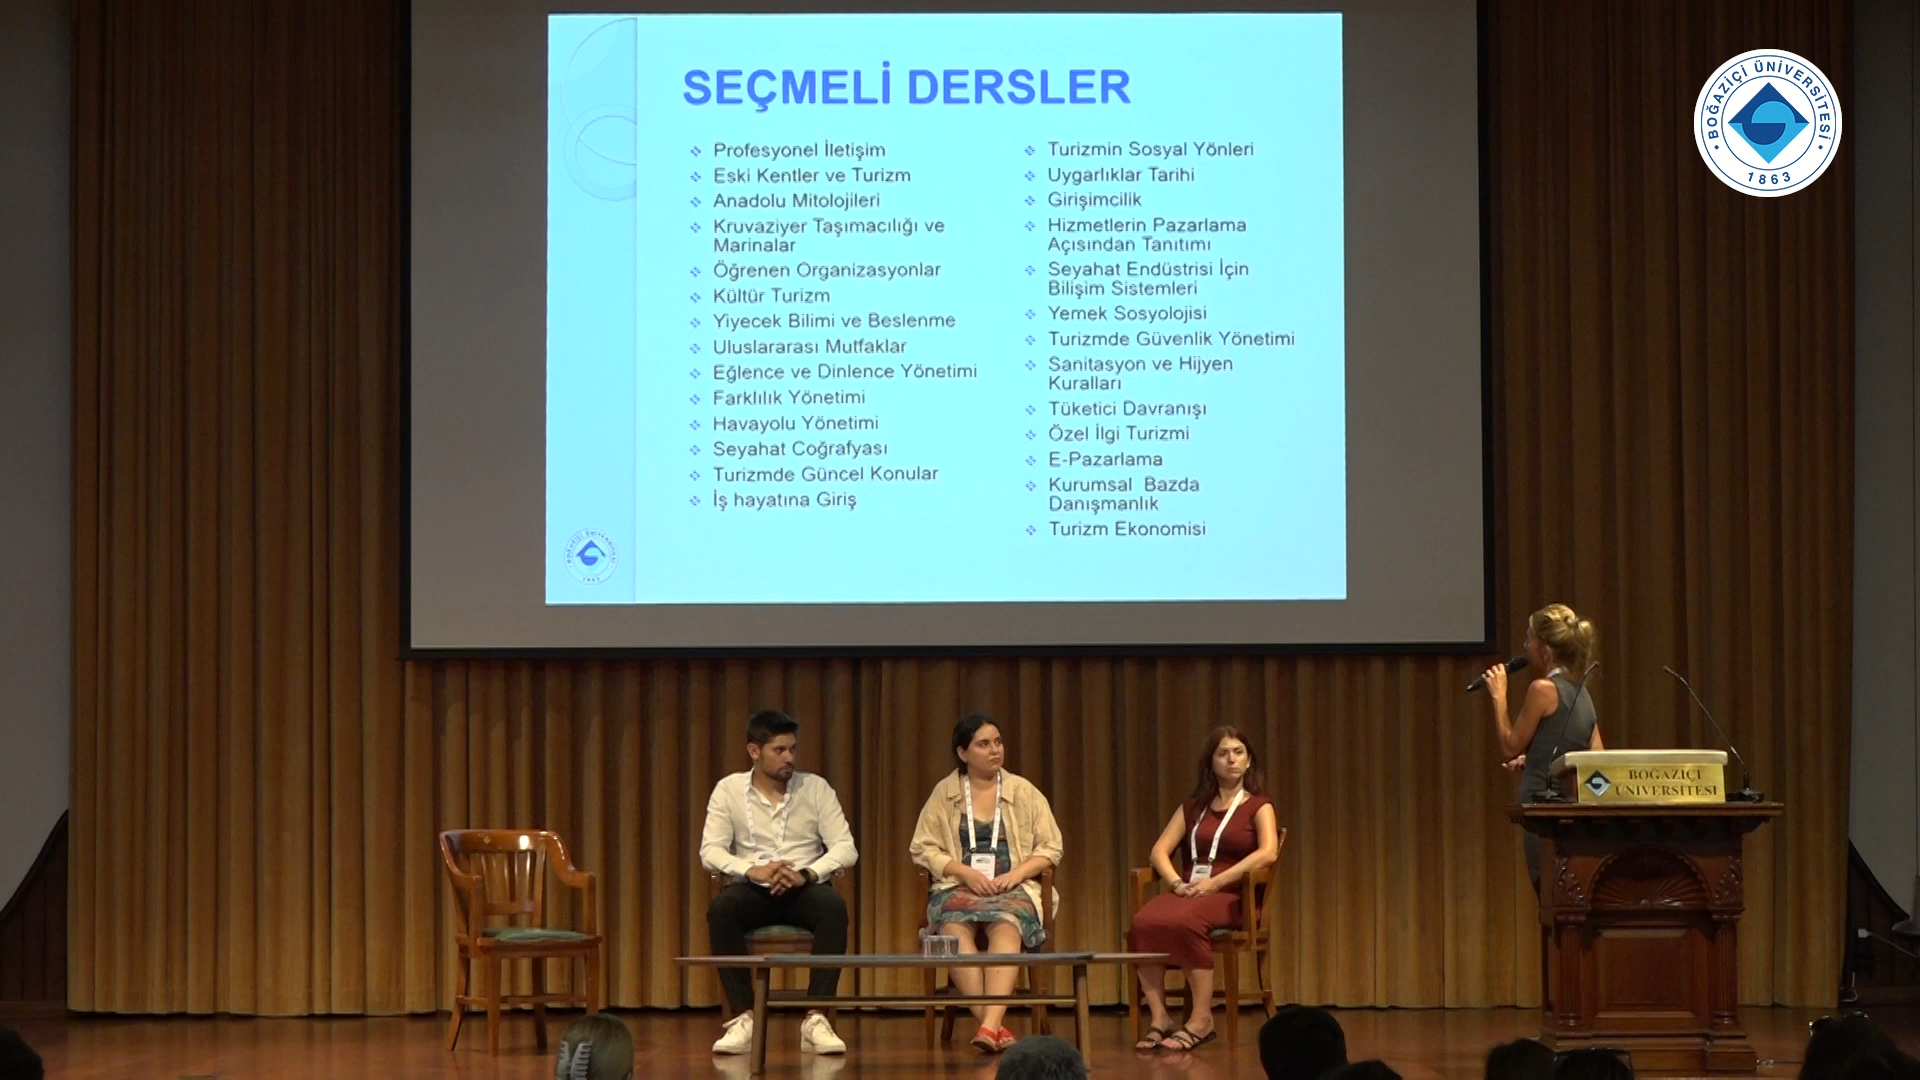 SEÇMELİ DERSLER
Profesyonel İletişim
Eski Kentler ve Turizm
Anadolu Mitolojileri
Kruvaziyer Taşımacılığı ve
Marinalar
Öğrenen Organizasyonlar
Kültür Turizm
Yiyecek Bilimi ve Beslenme
Uluslararası Mutfaklar
Eğlence ve Dinlence Yönetimi
Farklılık Yönetimi
Havayolu Yönetimi
Seyahat Coğrafyası
Turizmde Güncel Konular
İş hayatına Giriş
Turizmin Sosyal Yönleri
Uygarlıklar Tarihi
Girişimcilik
Hizmetlerin Pazarlama
Açısından Tanıtımı
Seyahat Endüstrisi İçin
Bilişim Sistemleri
Yemek Sosyolojisi
Turizmde Güvenlik Yönetimi
Sanitasyon ve Hijyen
Kuralları
Tüketici Davranışı
Özel İlgi Turizmi
E-Pazarlama
Kurumsal Bazda
Danışmanlık
Turizm Ekonomisi
BOĞAZİÇİ ÜNİVERSİTESİ
1863
BOĞAZİÇİ
ÜNİVERSİTESİ